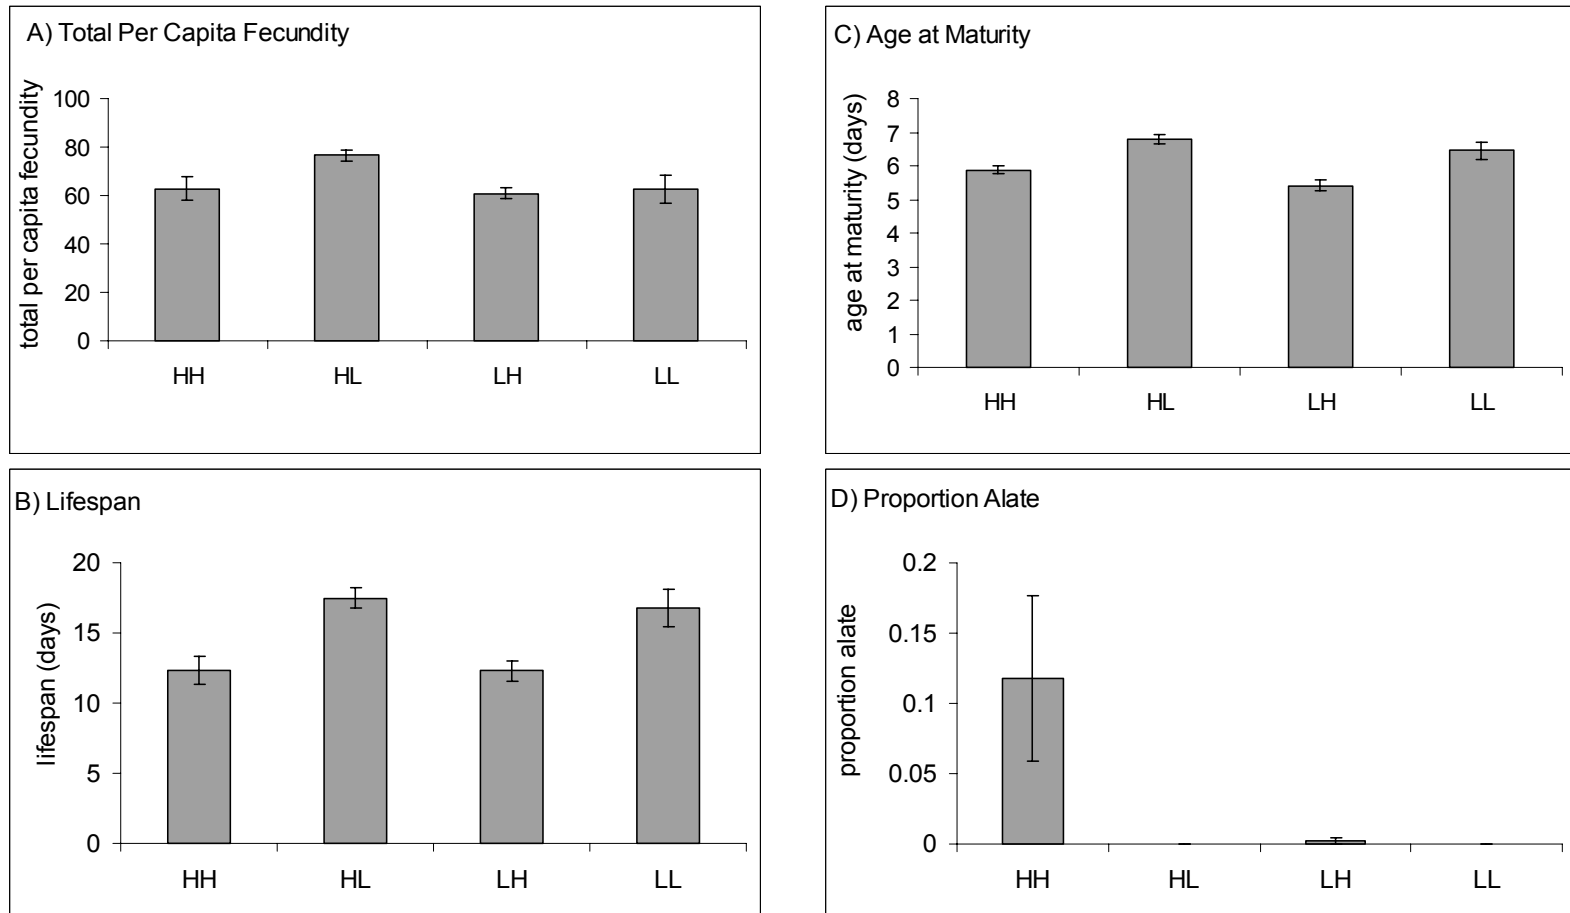 A) Total Per Capita Fecundity
total per capita fecundity
100
80
60
40
20
0
HH HL LH LL
C) Age at Maturity
age at maturity (days)
8
7
6
5
4
3
2
1
0
HH HL LH LL
B) Lifespan
lifespan (days)
20
15
10
5
0
HH HL LH LL
D) Proportion Alate
proportion alate
0.2
0.15
0.1
0.05
0
HH HL LH LL